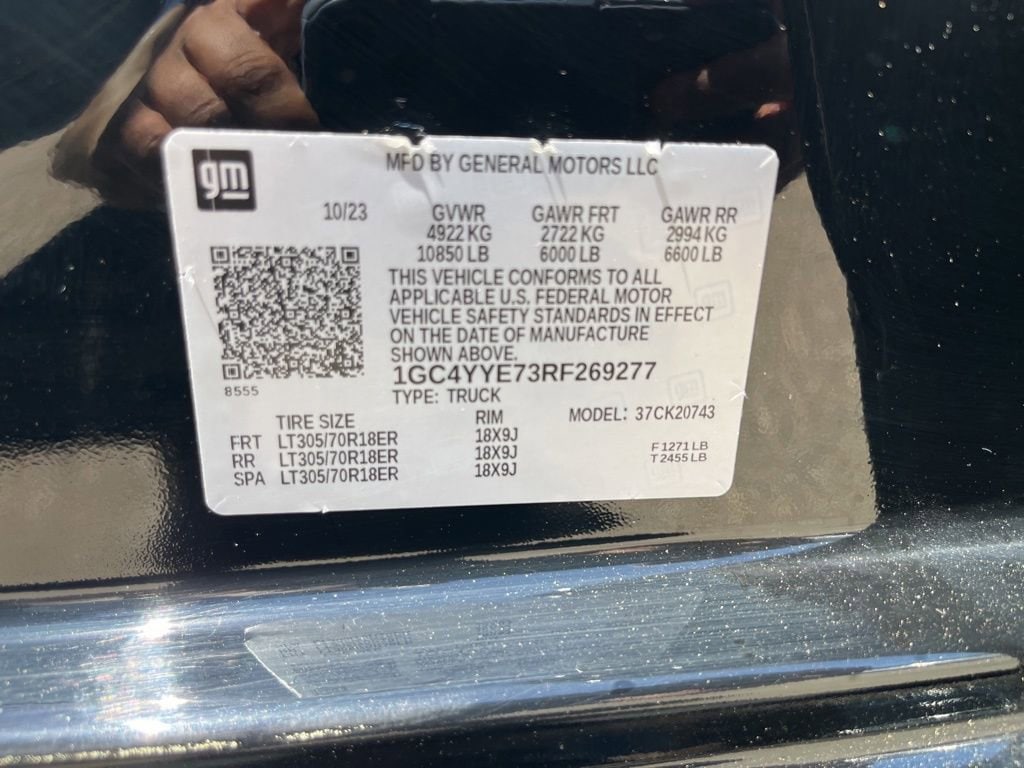 gm
MFD BY GENERAL MOTORS LLC
10/23 GVWR GAWR FRT GAWR RR
4922 KG 2722 KG 2994 KG
10850 LB 6000 LB 6600 LB
THIS VEHICLE CONFORMS TO ALL
APPLICABLE U.S. FEDERAL MOTOR
VEHICLE SAFETY STANDARDS IN EFFECT
ON THE DATE OF MANUFACTURE
SHOWN ABOVE.
8555
1GC4YYE73RF269277
TYPE: TRUCK
TIRE SIZE RIM MODEL: 37CK20743
FRT LT305/70R18ER 18X9J F 1271 LB
RR LT305/70R18ER 18X9J T 2455 LB
SPA LT305/70R18ER 18X9J